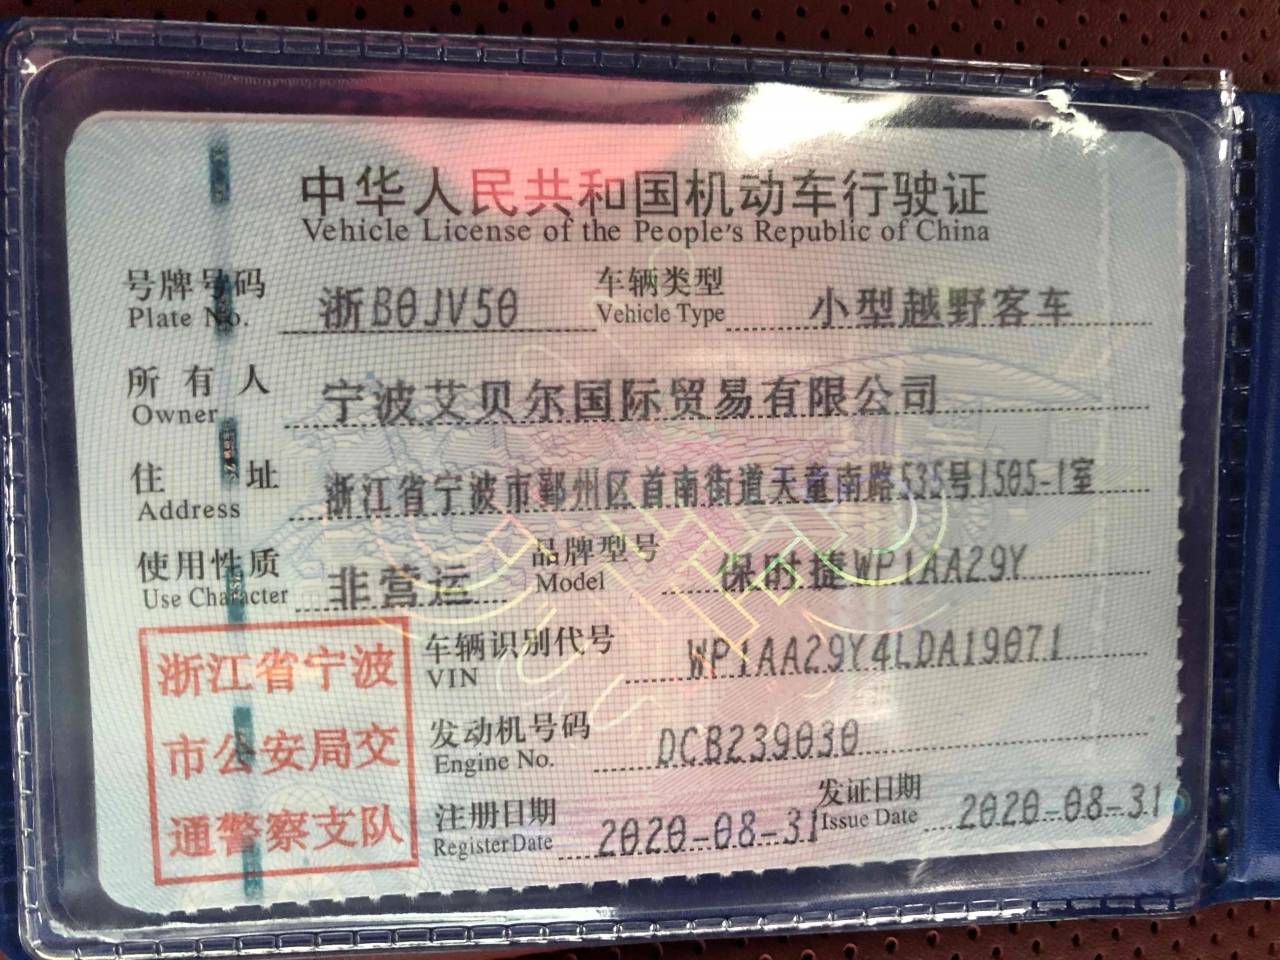 中华人民共和国机动车行驶证
Vehicle License of the People's Republic of China
号牌号码 浙B0JV50 车辆类型 小型越野客车
Plate No. Vehicle Type
所有人 宁波艾贝尔国际贸易有限公司
Owner
住址 浙江省宁波市鄞州区首南街道天童南路535号1505-1室
Address
使用性质 非营运 品牌型号 保时捷WP1AA29Y
Use Character Model
浙江省宁波
市公安局交
通警察支队
车辆识别代号 WP1AA29Y4LDA19071
VIN
发动机号码 DCB239030
Engine No.
注册日期 2020-08-31 发证日期 2020-08-31
Register Date Issue Date